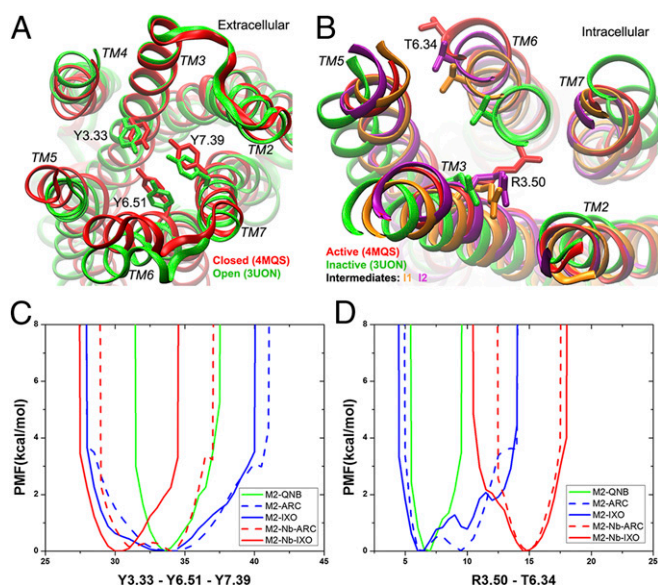 A
Extracellular
TM4
TM3
Y3.33
Y7.39
TM2
TM5
Y6.51
TM7
TM6
Closed (4MQS)
Open (3UON)
B
T6.34
TM6
Intracellular
TM5
TM7
TM3
R3.50
TM2
Active (4MQS)
Inactive (3UON)
Intermediates: I1 I2
C
PMF(kcal/mol)
8
6
4
2
0
25 30 35 40 45
M2-QNB
M2-ARC
M2-IXO
M2-Nb-ARC
M2-Nb-IXO
Y3.33 - Y6.51 - Y7.39
D
PMF(kcal/mol)
8
6
4
2
0
5 10 15 20 25
M2-QNB
M2-ARC
M2-IXO
M2-Nb-ARC
M2-Nb-IXO
R3.50 - T6.34